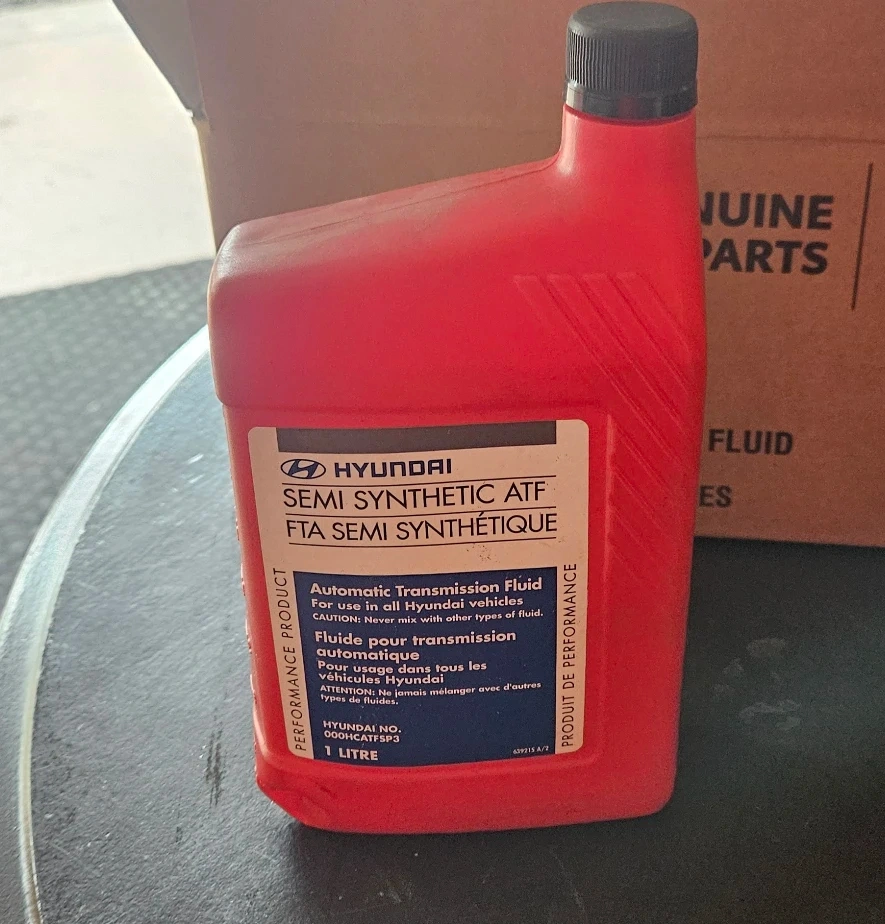 HYUNDAI
SEMI SYNTHETIC ATF
FTA SEMI SYNTHÉTIQUE
PERFORMANCE PRODUCT
Automatic Transmission Fluid
For use in all Hyundai vehicles
CAUTION: Never mix with other types of fluid.
Fluide pour transmission
automatique
Pour usage dans tous les
véhicules Hyundai
ATTENTION: Ne jamais mélanger avec d'autres
types de fluides.
HYUNDAI NO.
000HCATFSP3
1 LITRE
639215 A/2
PRODUIT DE PERFORMANCE
NUINE
PARTS
FLUID
ES